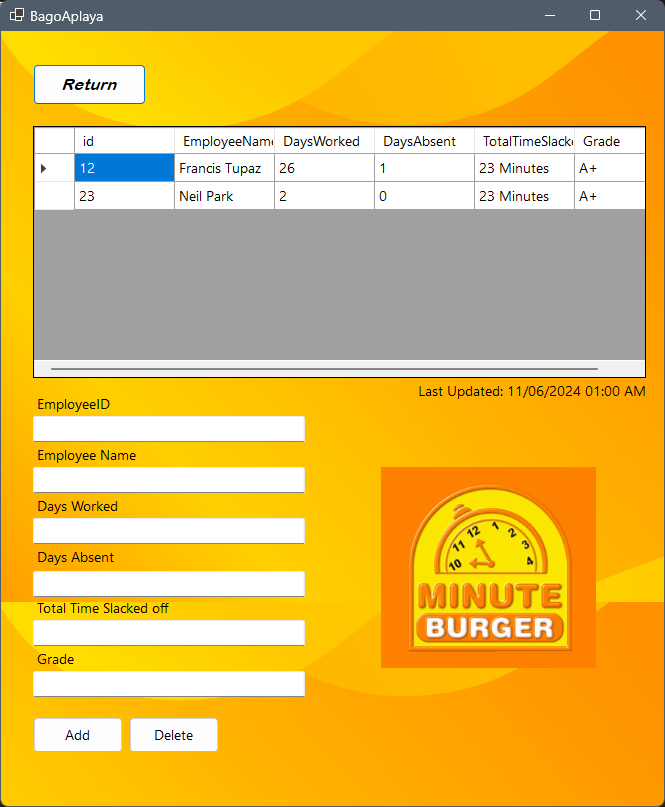 BagoAplaya
Return
id EmployeeName DaysWorked DaysAbsent TotalTimeSlacke Grade
12 Francis Tupaz 26 1 23 Minutes A+
23 Neil Park 2 0 23 Minutes A+
Last Updated: 11/06/2024 01:00 AM
EmployeeID
Employee Name
Days Worked
Days Absent
Total Time Slacked off
Grade
10 11 12 1 2 3 4
MINUTE
BURGER
Add Delete